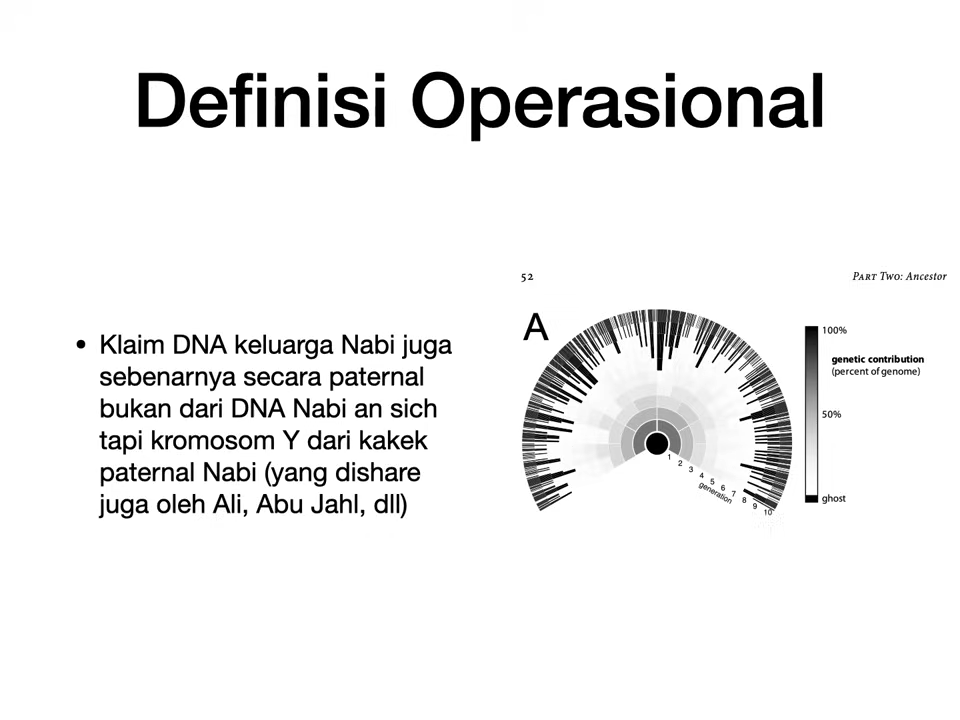 Definisi Operasional
52
Part Two: Ancestor
A
100%
genetic contribution
(percent of genome)
50%
ghost
1
2
3
4
5
6
7
8
9
10
generation
• Klaim DNA keluarga Nabi juga
sebenarnya secara paternal
bukan dari DNA Nabi an sich
tapi kromosom Y dari kakek
paternal Nabi (yang dishare
juga oleh Ali, Abu Jahl, dll)